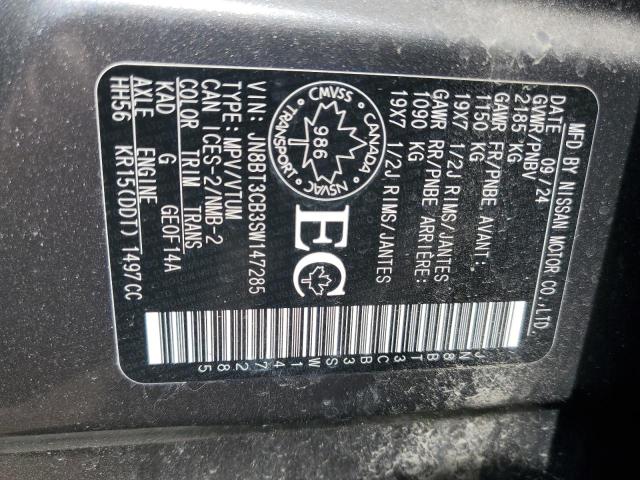 MFD BY NISSAN MOTOR CO.,LTD.
DATE 09/24
GVWR/PNBV
2185 KG
GAWR FR/PNBE AVANT:
1150 KG
19X7 1/2J RIMS/JANTES
GAWR RR/PNBE ARRIÈRE:
1090 KG
19X7 1/2J RIMS/JANTES
CMVSS CANADA
TRANSPORT NSVAC
986
EC
VIN: JN8BT3CB3SW147285
TYPE: MPV/VTUM
CAN ICES-2/NMB-2
COLOR TRIM TRANS
KAD G GE0F14A
AXLE ENGINE
HH56 KR15(DDT) 1497CC
JN8BT3CB3SW147285